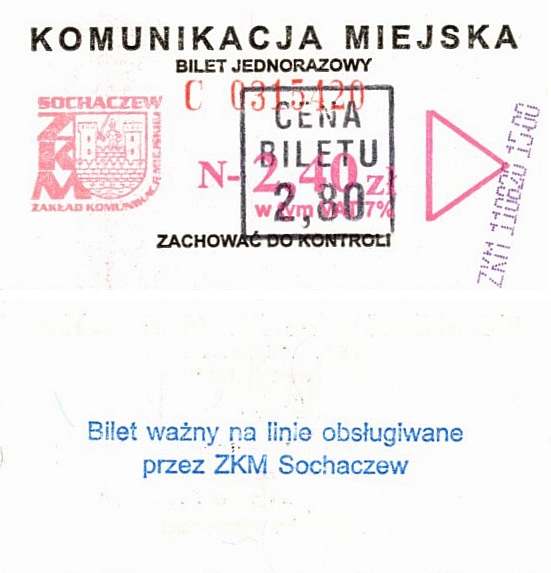 KOMUNIKACJA MIEJSKA
BILET JEDNORAZOWY
C 0315420
SOCHACZEW
ZKM
ZAKŁAD KOMUNIKACJI MIEJSKIEJ
N- 2,40 zł
w tym VAT 7%
CENA
BILETU
2,80
ZACHOWAĆ DO KONTROLI
Bilet ważny na linie obsługiwane
przez ZKM Sochaczew